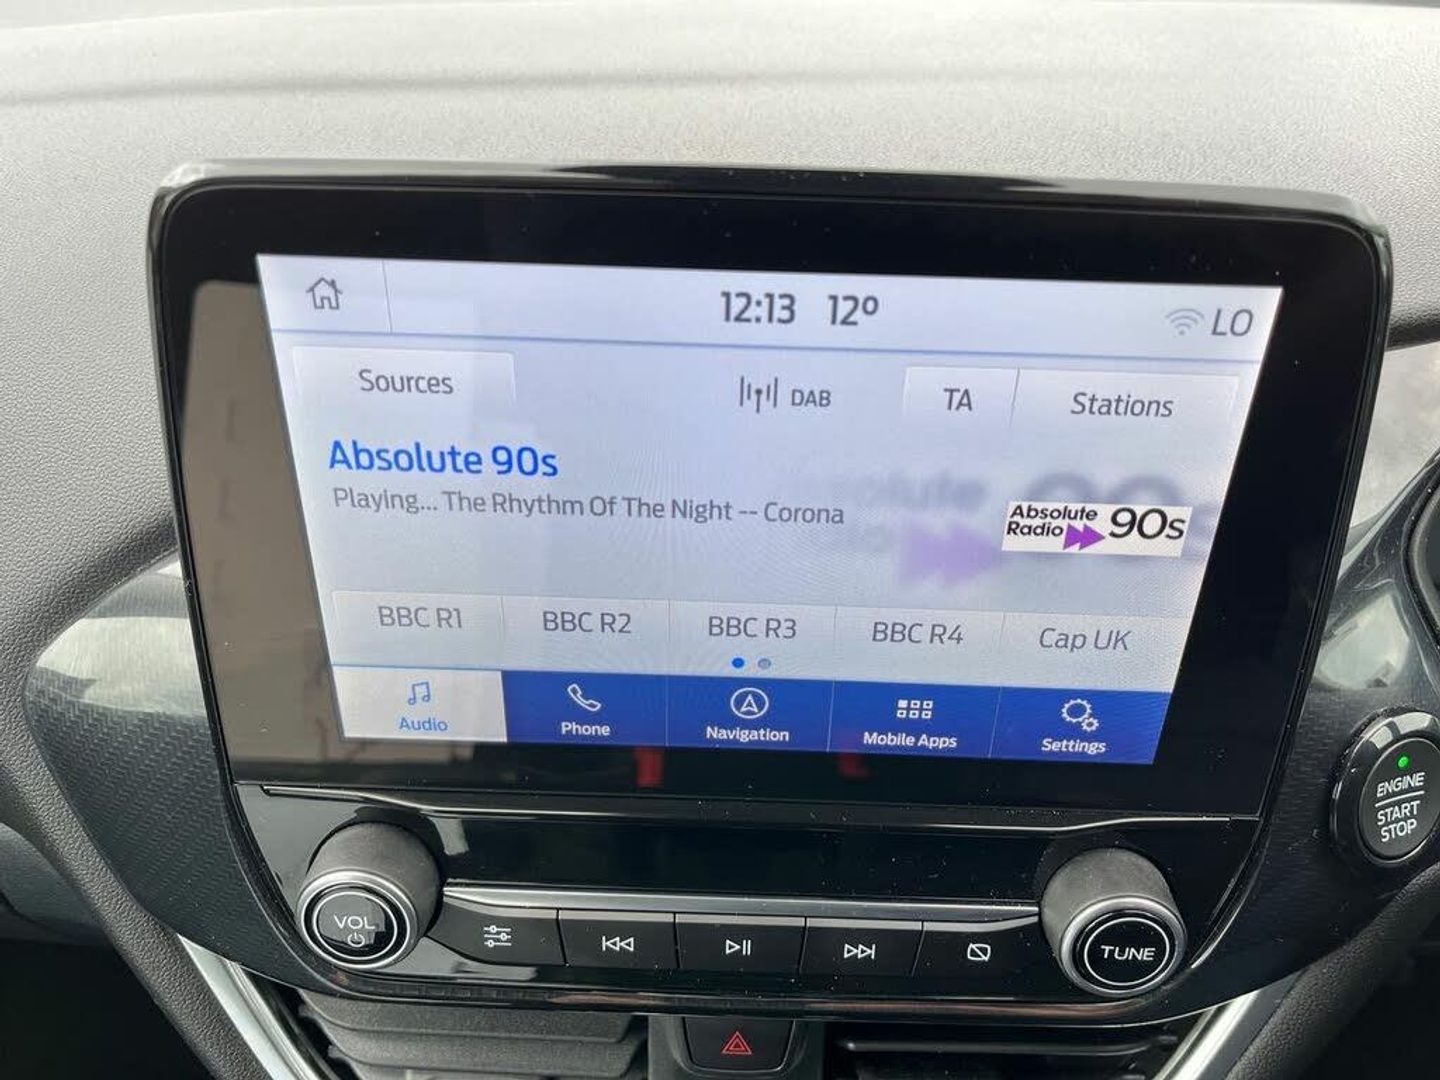 12:13 12º LO
Sources DAB TA Stations
Absolute 90s
Playing... The Rhythm Of The Night -- Corona
Absolute
Radio 90s
BBC R1 BBC R2 BBC R3 BBC R4 Cap UK
Audio Phone Navigation Mobile Apps Settings
ENGINE
START
STOP
VOL
TUNE